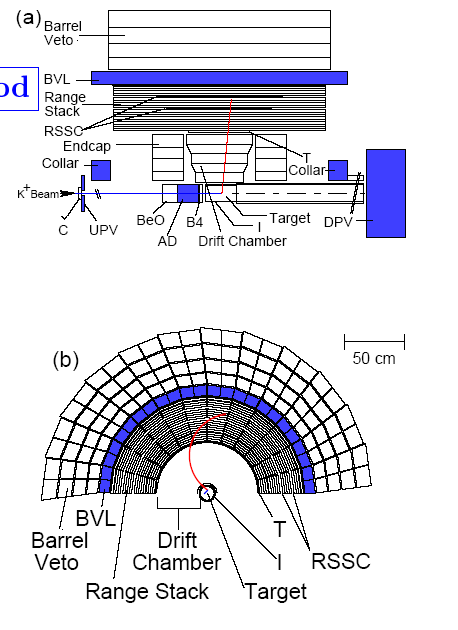 (a)
Barrel
Veto
od
BVL
Range
Stack
RSSC
Endcap
Collar
T
Collar
K+ Beam
C
UPV
BeO
AD
B4
I
Target
Drift Chamber
DPV
(b)
50 cm
BVL
Barrel
Veto
Drift
Chamber
Range Stack
T
I
RSSC
Target